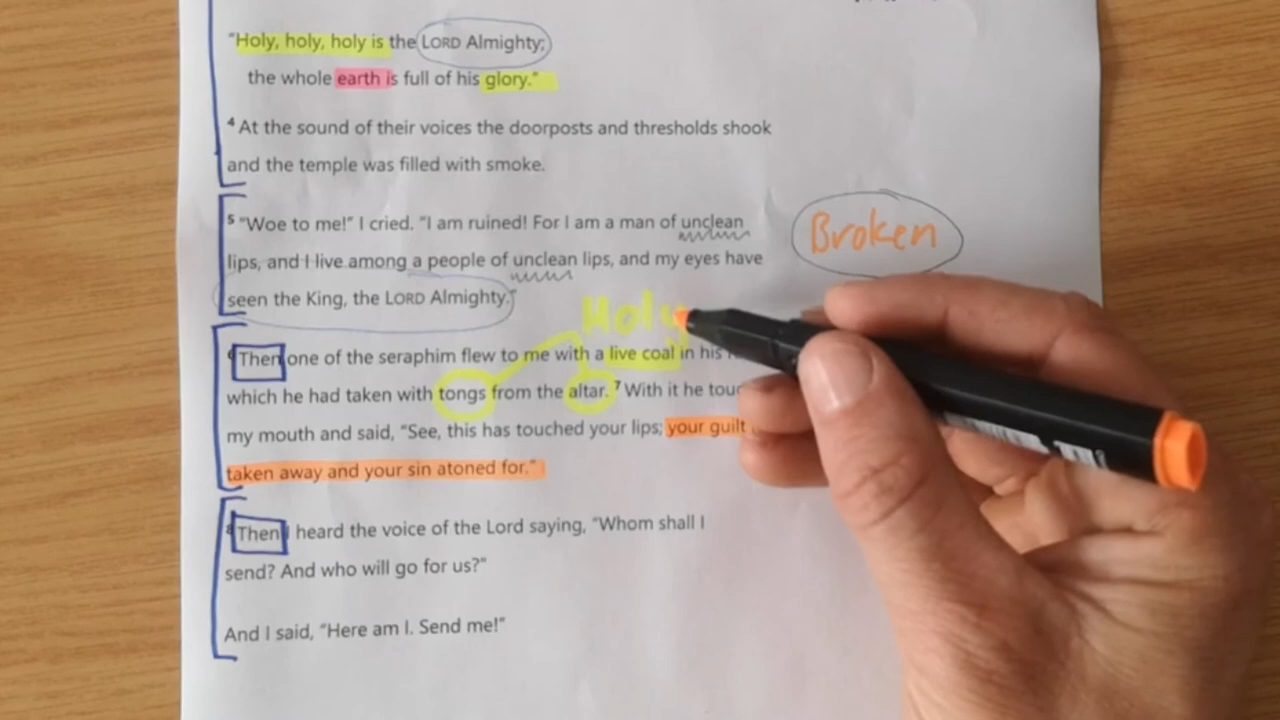 "Holy, holy, holy is the LORD Almighty;
the whole earth is full of his glory."
4 At the sound of their voices the doorposts and thresholds shook
and the temple was filled with smoke.
5 "Woe to me!" I cried. "I am ruined! For I am a man of unclean
lips, and I live among a people of unclean lips, and my eyes have
seen the King, the LORD Almighty."
Broken
Holy
Then one of the seraphim flew to me with a live coal in his
which he had taken with tongs from the altar. 7 With it he
my mouth and said, "See, this has touched your lips; your guilt
taken away and your sin atoned for."
Then I heard the voice of the Lord saying, "Whom shall I
send? And who will go for us?"
And I said, "Here am I. Send me!"